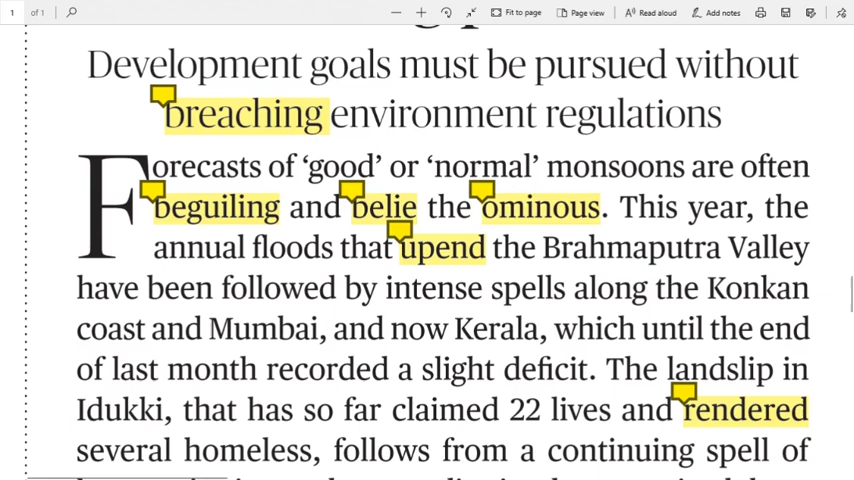 1 of 1 Fit to page Page view Read aloud Add notes
Development goals must be pursued without
breaching environment regulations
Forecasts of ‘good’ or ‘normal’ monsoons are often
beguiling and belie the ominous. This year, the
annual floods that upend the Brahmaputra Valley
have been followed by intense spells along the Konkan
coast and Mumbai, and now Kerala, which until the end
of last month recorded a slight deficit. The landslip in
Idukki, that has so far claimed 22 lives and rendered
several homeless, follows from a continuing spell of